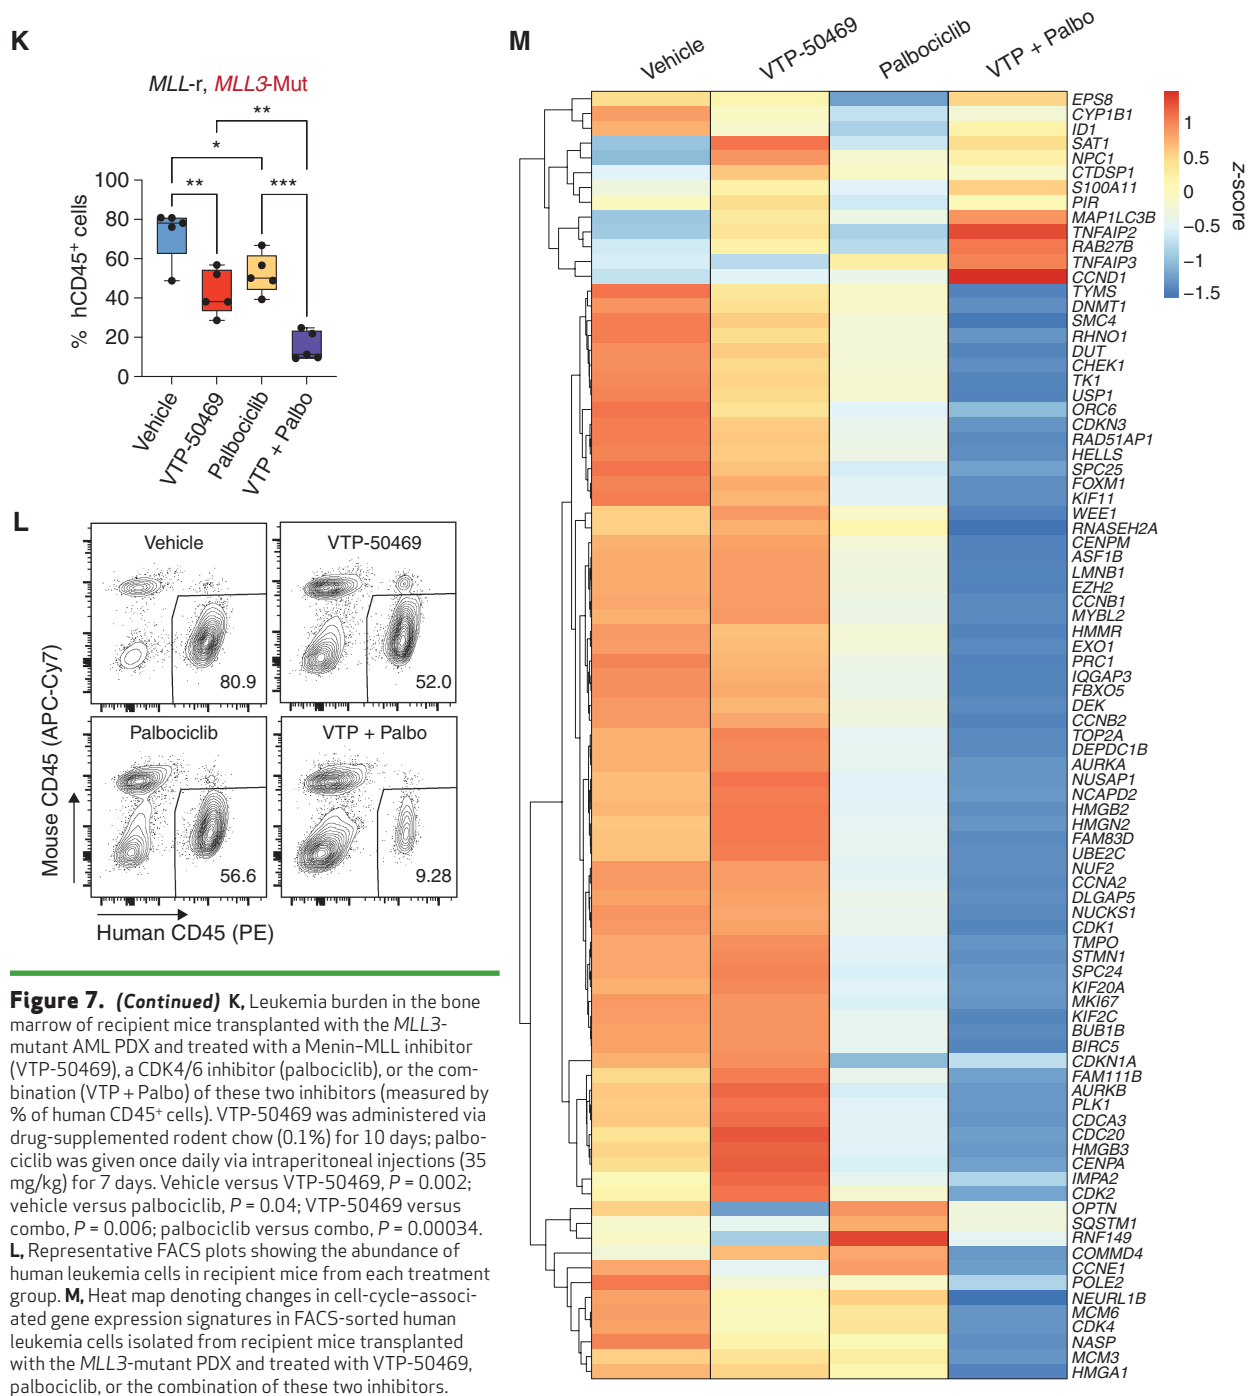 K
MLL-r, MLL3-Mut
**
*
**
***
% hCD45+ cells
100
80
60
40
20
0
Vehicle
VTP-50469
Palbociclib
VTP + Palbo
L
Vehicle
80.9
VTP-50469
52.0
Palbociclib
56.6
VTP + Palbo
9.28
Mouse CD45 (APC-Cy7)
Human CD45 (PE)
Figure 7. (Continued) K, Leukemia burden in the bone
marrow of recipient mice transplanted with the MLL3-
mutant AML PDX and treated with a Menin–MLL inhibitor
(VTP-50469), a CDK4/6 inhibitor (palbociclib), or the com-
bination (VTP + Palbo) of these two inhibitors (measured by
% of human CD45+ cells). VTP-50469 was administered via
drug-supplemented rodent chow (0.1%) for 10 days; palbo-
ciclib was given once daily via intraperitoneal injections (35
mg/kg) for 7 days. Vehicle versus VTP-50469, P = 0.002;
vehicle versus palbociclib, P = 0.04; VTP-50469 versus
combo, P = 0.006; palbociclib versus combo, P = 0.00034.
L, Representative FACS plots showing the abundance of
human leukemia cells in recipient mice from each treatment
group. M, Heat map denoting changes in cell-cycle–associ-
ated gene expression signatures in FACS-sorted human
leukemia cells isolated from recipient mice transplanted
with the MLL3-mutant PDX and treated with VTP-50469,
palbociclib, or the combination of these two inhibitors.
M
Vehicle
VTP-50469
Palbociclib
VTP + Palbo
EPS8
CYP1B1
ID1
SAT1
NPC1
CTDSP1
S100A11
PIR
MAP1LC3B
TNFAIP2
RAB27B
TNFAIP3
CCND1
TYMS
DNMT1
SMC4
RHNO1
DUT
CHEK1
TK1
USP1
ORC6
CDKN3
RAD51AP1
HELLS
SPC25
FOXM1
KIF11
WEE1
RNASEH2A
CENPM
ASF1B
LMNB1
EZH2
CCNB1
MYBL2
HMMR
EXO1
PRC1
IQGAP3
FBXO5
DEK
CCNB2
TOP2A
DEPDC1B
AURKA
NUSAP1
NCAPD2
HMGB2
HMGN2
FAM83D
UBE2C
NUF2
CCNA2
DLGAP5
NUCKS1
CDK1
TMPO
STMN1
SPC24
KIF20A
MKI67
KIF2C
BUB1B
BIRC5
CDKN1A
FAM111B
AURKB
PLK1
CDCA3
CDC20
HMGB3
CENPA
IMPA2
CDK2
OPTN
SQSTM1
RNF149
COMMD4
CCNE1
POLE2
NEURL1B
MCM6
CDK4
NASP
MCM3
HMGA1
1
0.5
0
−0.5
−1
−1.5
z-score